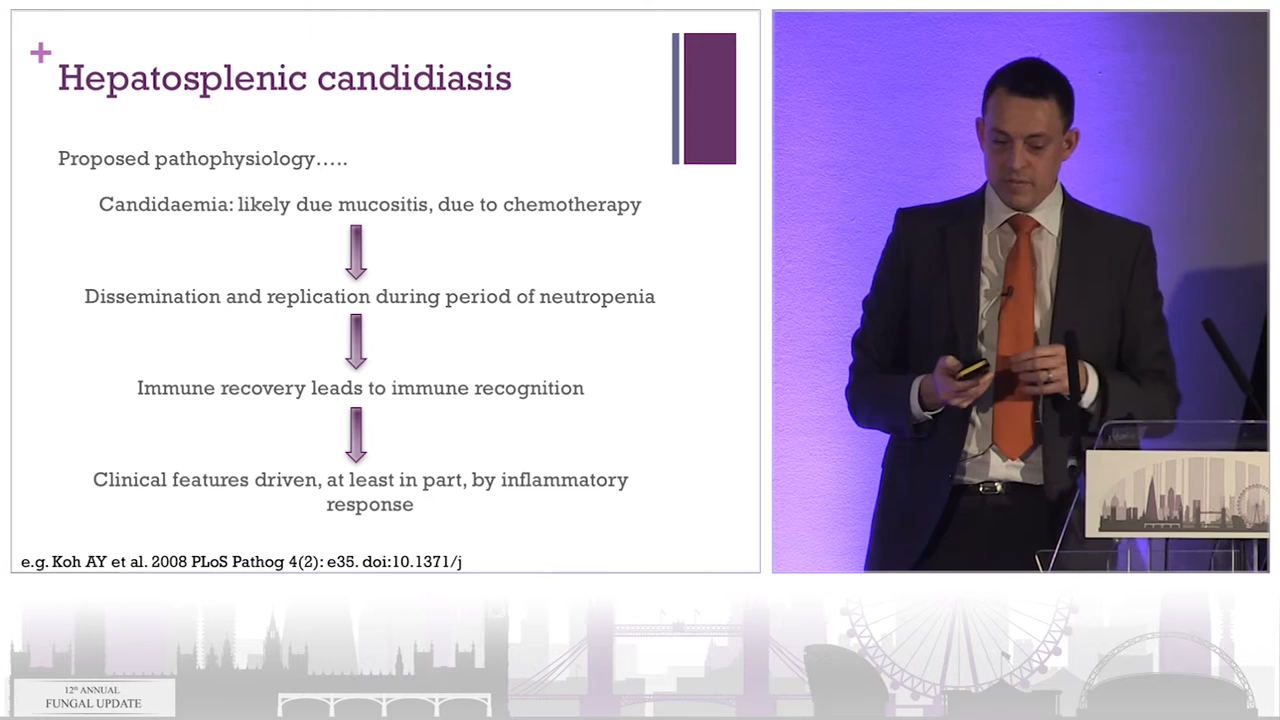 +
Hepatosplenic candidiasis
Proposed pathophysiology.....
Candidaemia: likely due mucositis, due to chemotherapy
Dissemination and replication during period of neutropenia
Immune recovery leads to immune recognition
Clinical features driven, at least in part, by inflammatory
response
e.g. Koh AY et al. 2008 PLoS Pathog 4(2): e35. doi:10.1371/j
12th ANNUAL
FUNGAL UPDATE